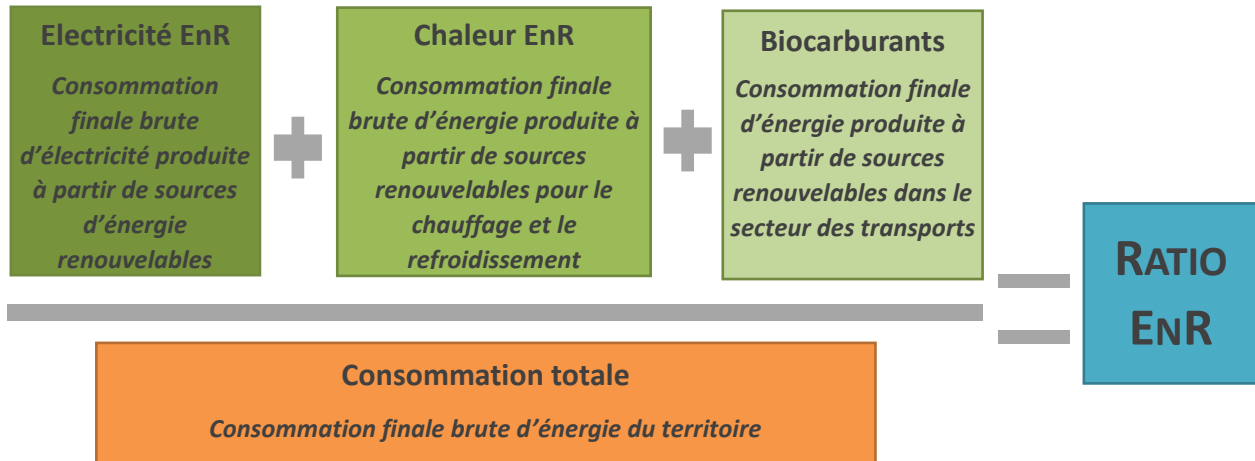 Electricité EnR
Consommation
finale brute
d'électricité produite
à partir de sources
d'énergie
renouvelables
Chaleur EnR
Consommation finale
brute d'énergie produite à
partir de sources
renouvelables pour le
chauffage et le
refroidissement
Biocarburants
Consommation finale
d'énergie produite à
partir de sources
renouvelables dans le
secteur des transports
Consommation totale
Consommation finale brute d'énergie du territoire
RATIO
ENR